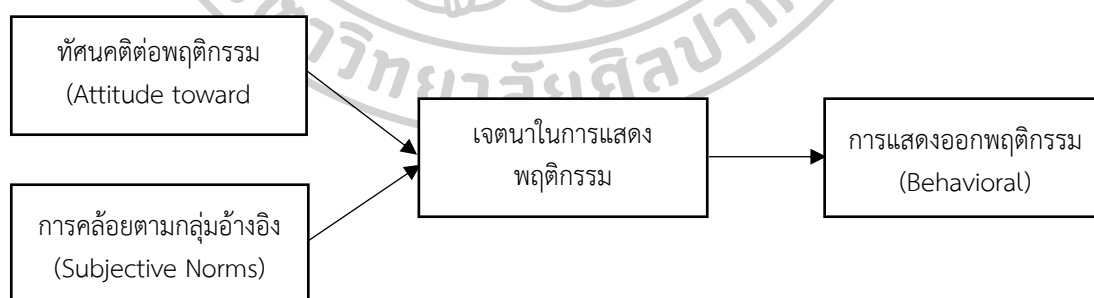 ทัศนคติต่อพฤติกรรม
(Attitude toward
การคล้อยตามกลุ่มอ้างอิง
(Subjective Norms)
เจตนาในการแสดง
พฤติกรรม
การแสดงออกพฤติกรรม
(Behavioral)